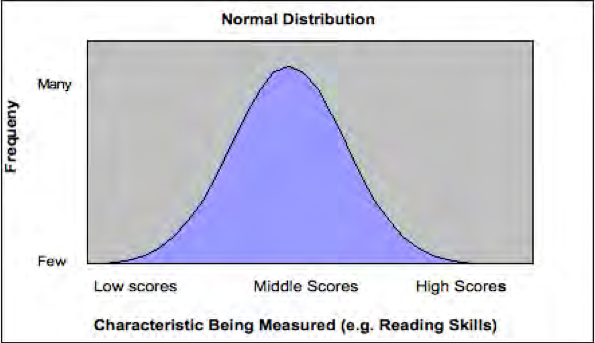 Normal Distribution
Many
Frequeny
Few
Low scores Middle Scores High Scores
Characteristic Being Measured (e.g. Reading Skills)